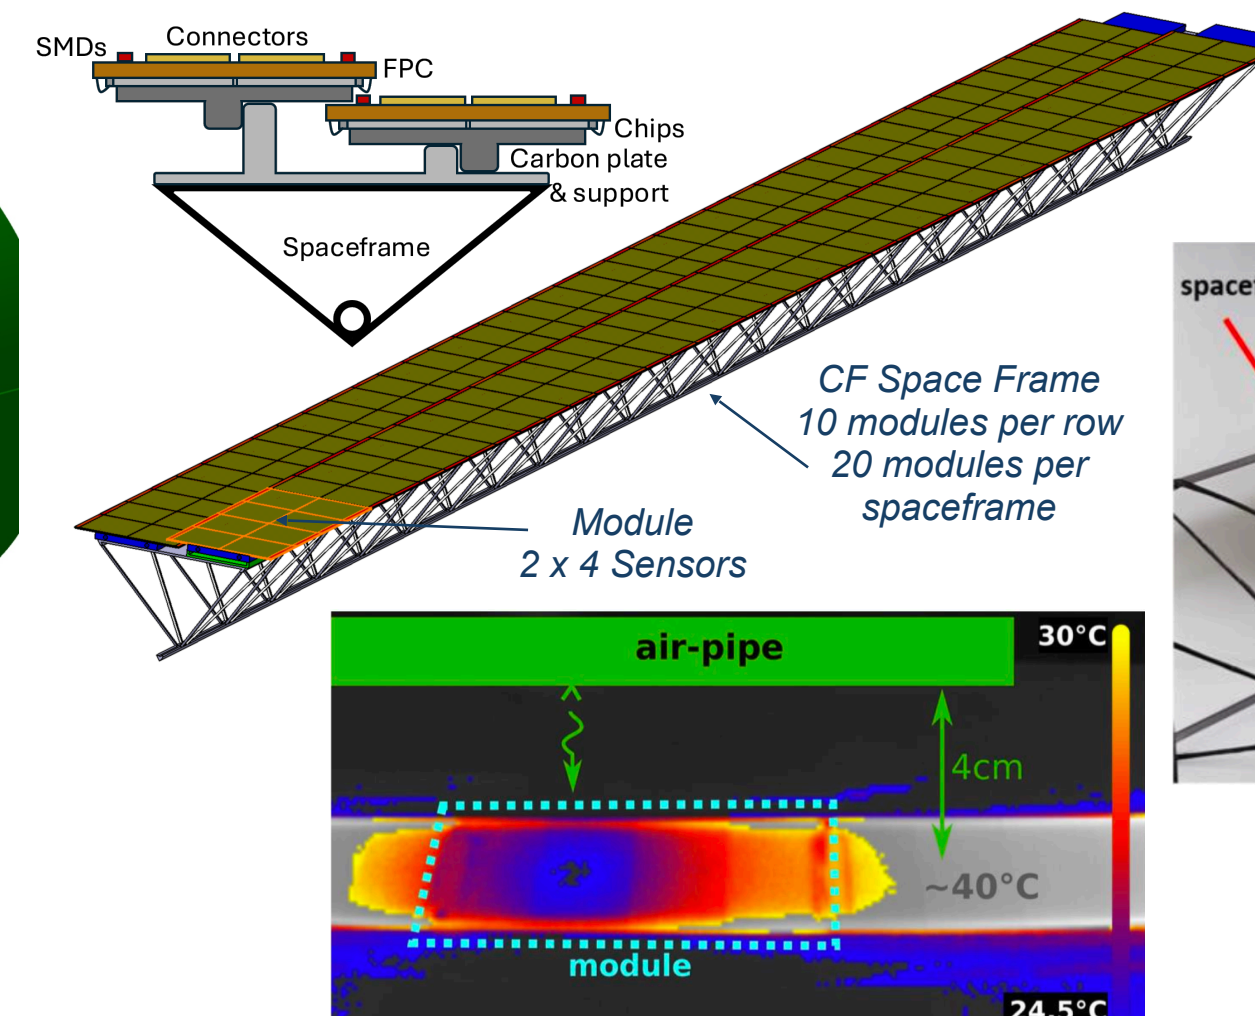 SMDs
Connectors
FPC
Chips
Carbon plate
& support
Spaceframe
CF Space Frame
10 modules per row
20 modules per
spaceframe
Module
2 x 4 Sensors
air-pipe
30°C
4cm
~40°C
module
24.5°C